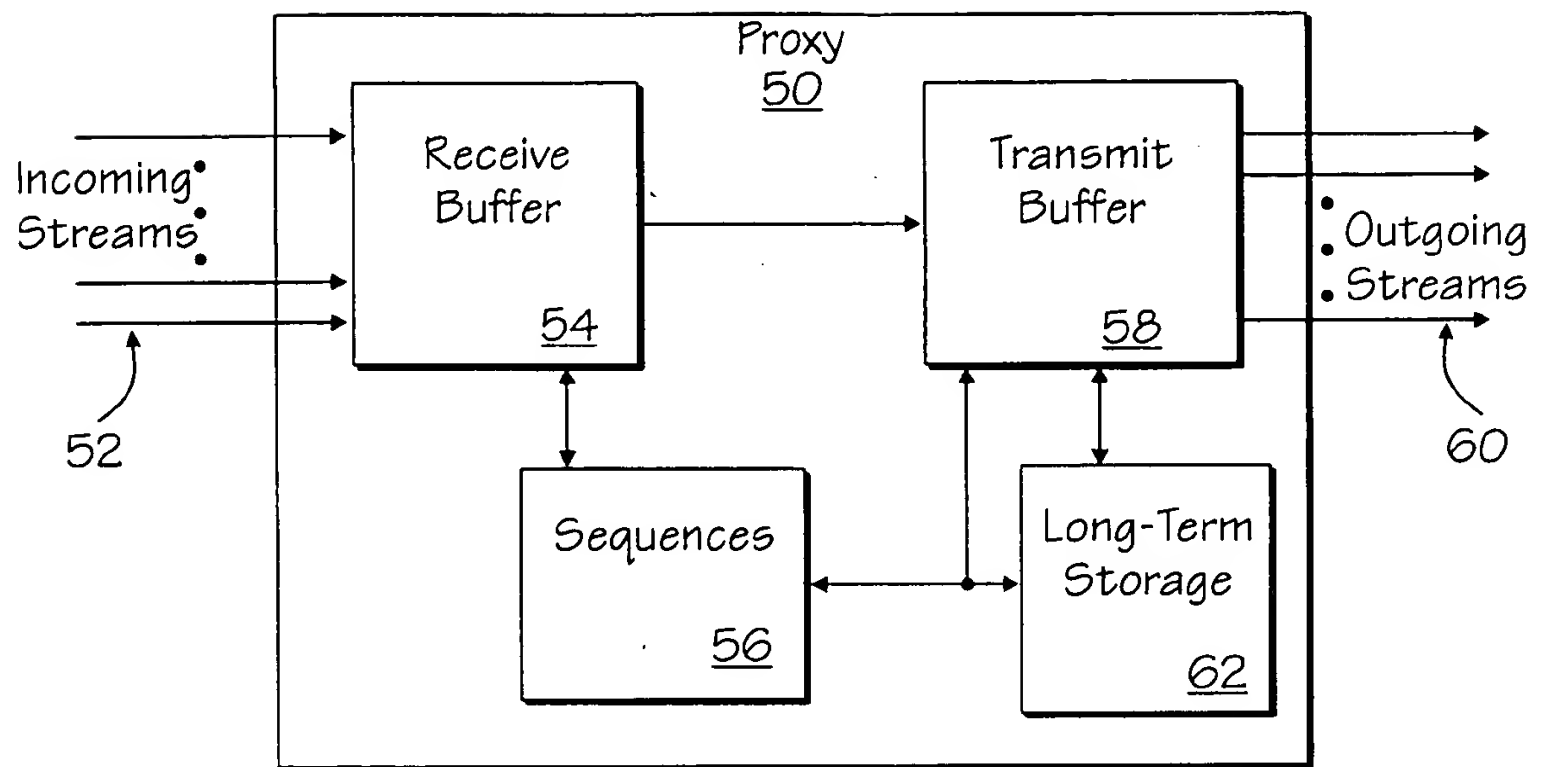 Proxy
50
Incoming
Streams
52
Receive
Buffer
54
Transmit
Buffer
58
Outgoing
Streams
60
Sequences
56
Long-Term
Storage
62